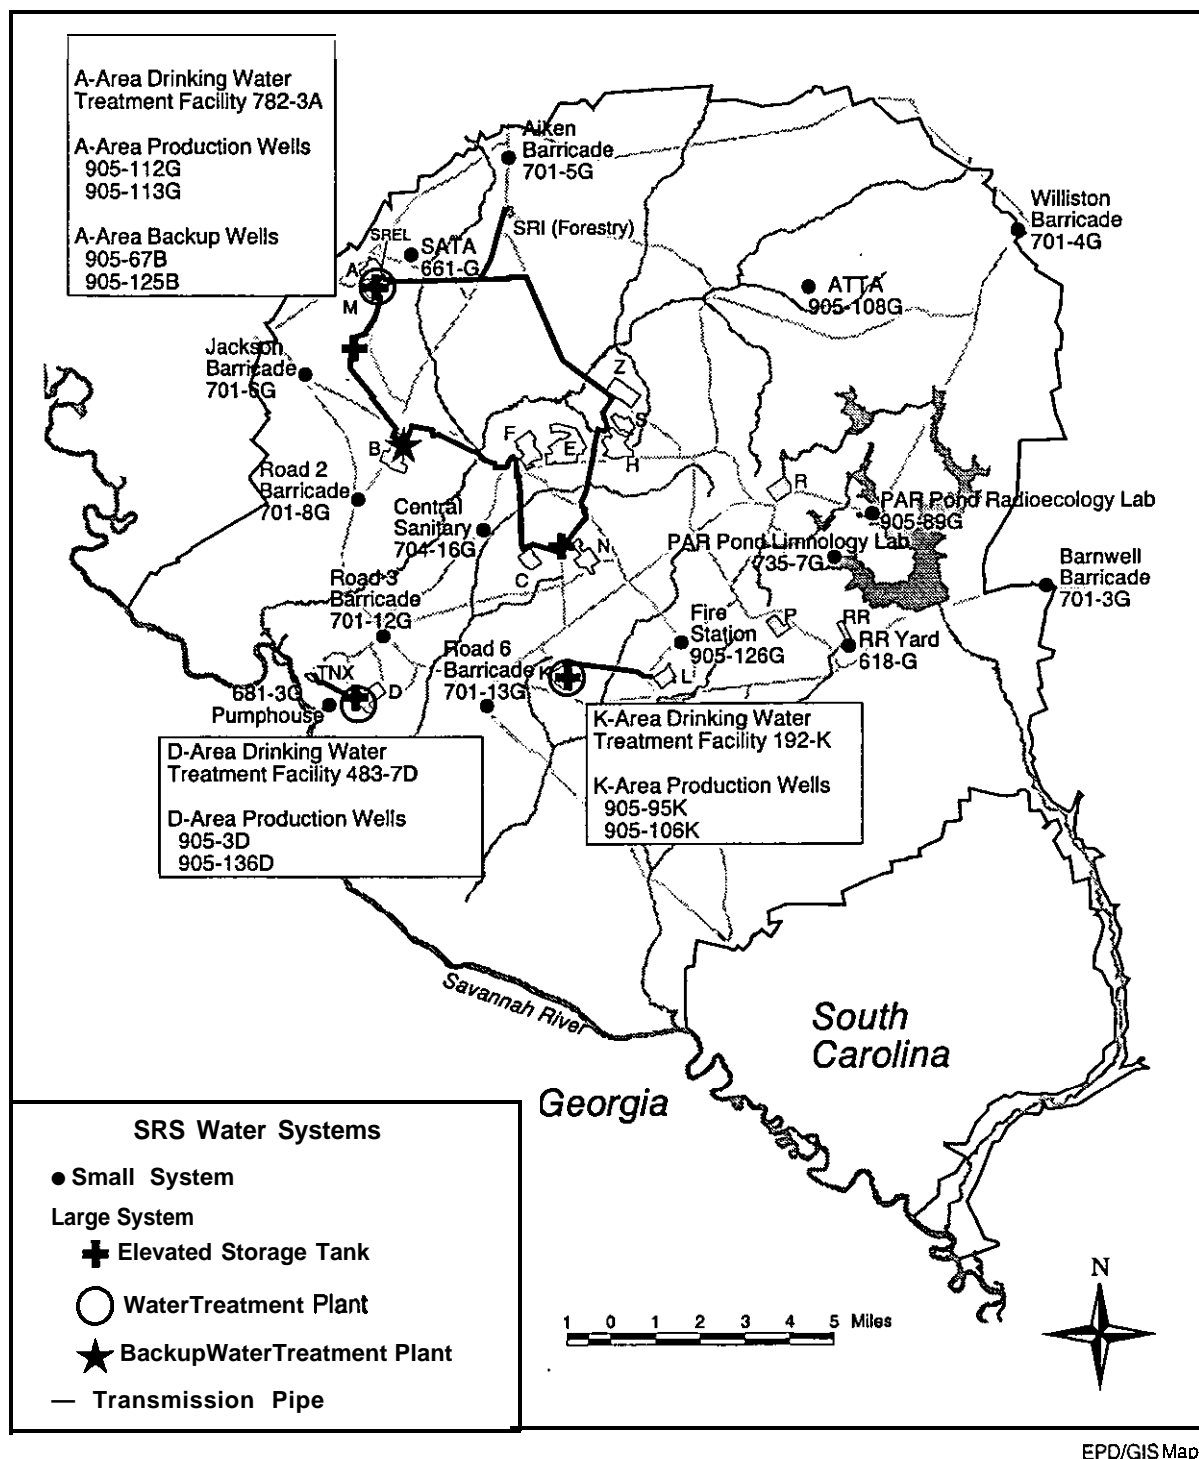 A-Area Drinking Water
Treatment Facility 782-3A
A-Area Production Wells
905-112G
905-113G
A-Area Backup Wells
905-67B
905-125B
Aiken
Barricade
701-5G
SRI (Forestry)
SREL
SATA
661-G
A
M
Williston
Barricade
701-4G
ATTA
905-108G
Jackson
Barricade
701-6G
Z
S
F
E
H
B
Road 2
Barricade
701-8G
Central
Sanitary
704-16G
R
PAR Pond Radioecology Lab
905-89G
PAR Pond Limnology Lab
735-7G
N
C
Barnwell
Barricade
701-3G
Road 3
Barricade
701-12G
Fire
Station
905-126G
P
RR
RR Yard
618-G
Road 6
Barricade
701-13G
K
L
TNX
D
681-3G
Pumphouse
D-Area Drinking Water
Treatment Facility 483-7D
D-Area Production Wells
905-3D
905-136D
K-Area Drinking Water
Treatment Facility 192-K
K-Area Production Wells
905-95K
905-106K
Savannah River
South
Carolina
Georgia
SRS Water Systems
Small System
Large System
Elevated Storage Tank
WaterTreatment Plant
BackupWaterTreatment Plant
Transmission Pipe
1 0 1 2 3 4 5 Miles
N
EPD/GIS Map